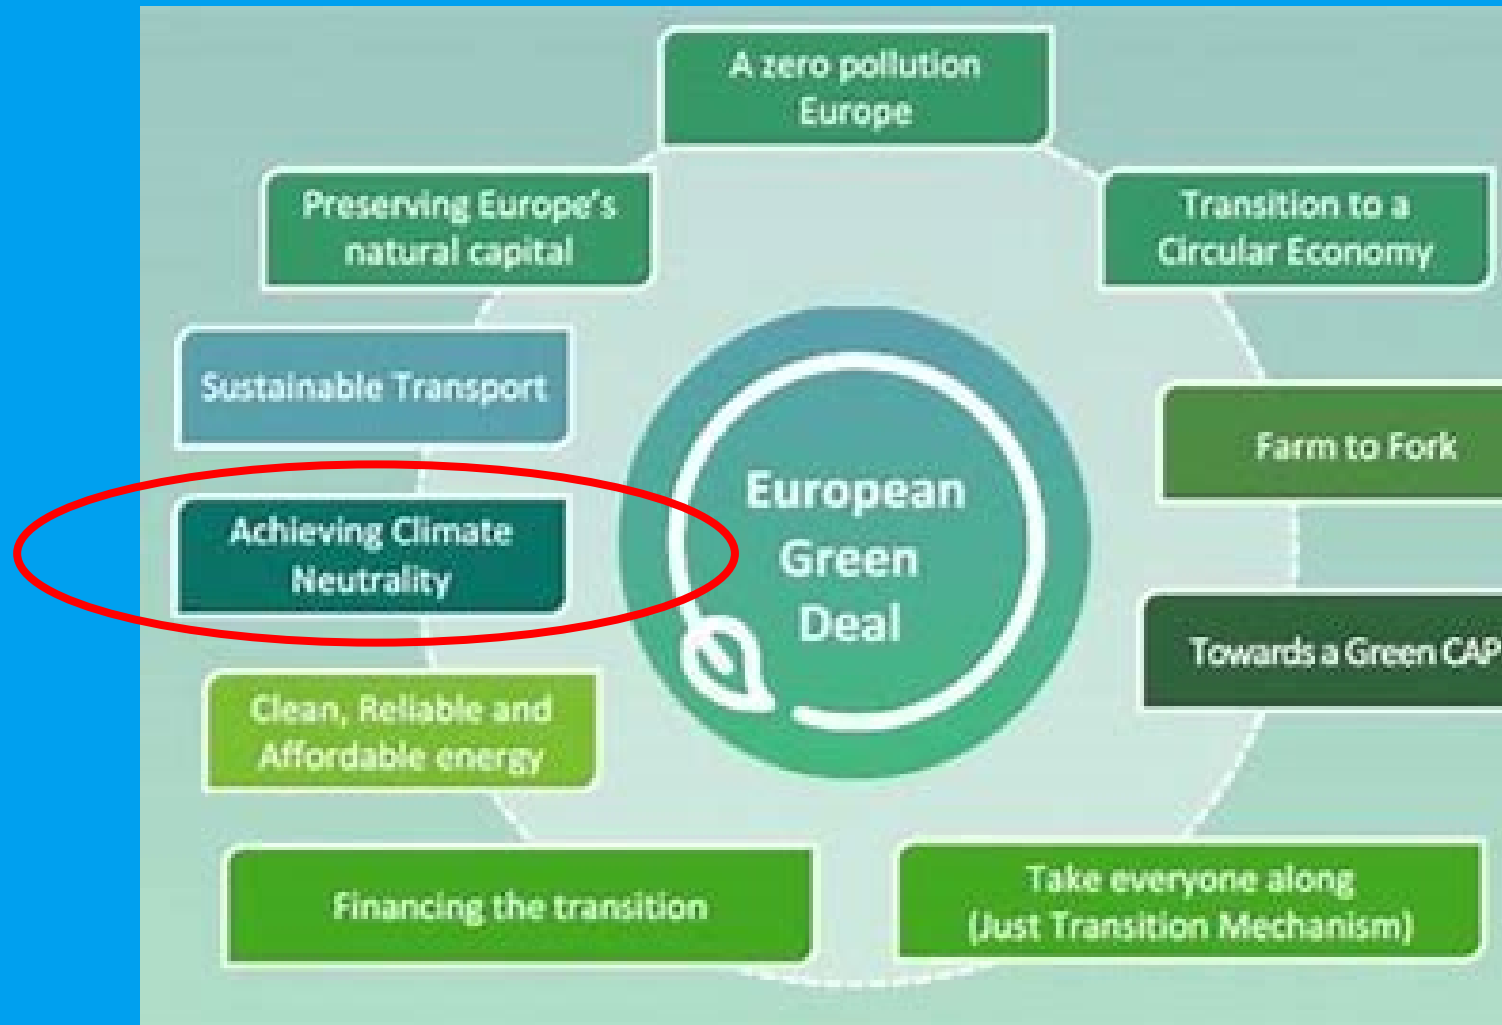 A zero pollution
Europe
Preserving Europe's
natural capital
Transition to a
Circular Economy
Sustainable Transport
Farm to Fork
European
Green
Deal
Achieving Climate
Neutrality
Towards a Green CAP
Clean, Reliable and
Affordable energy
Financing the transition
Take everyone along
(Just Transition Mechanism)